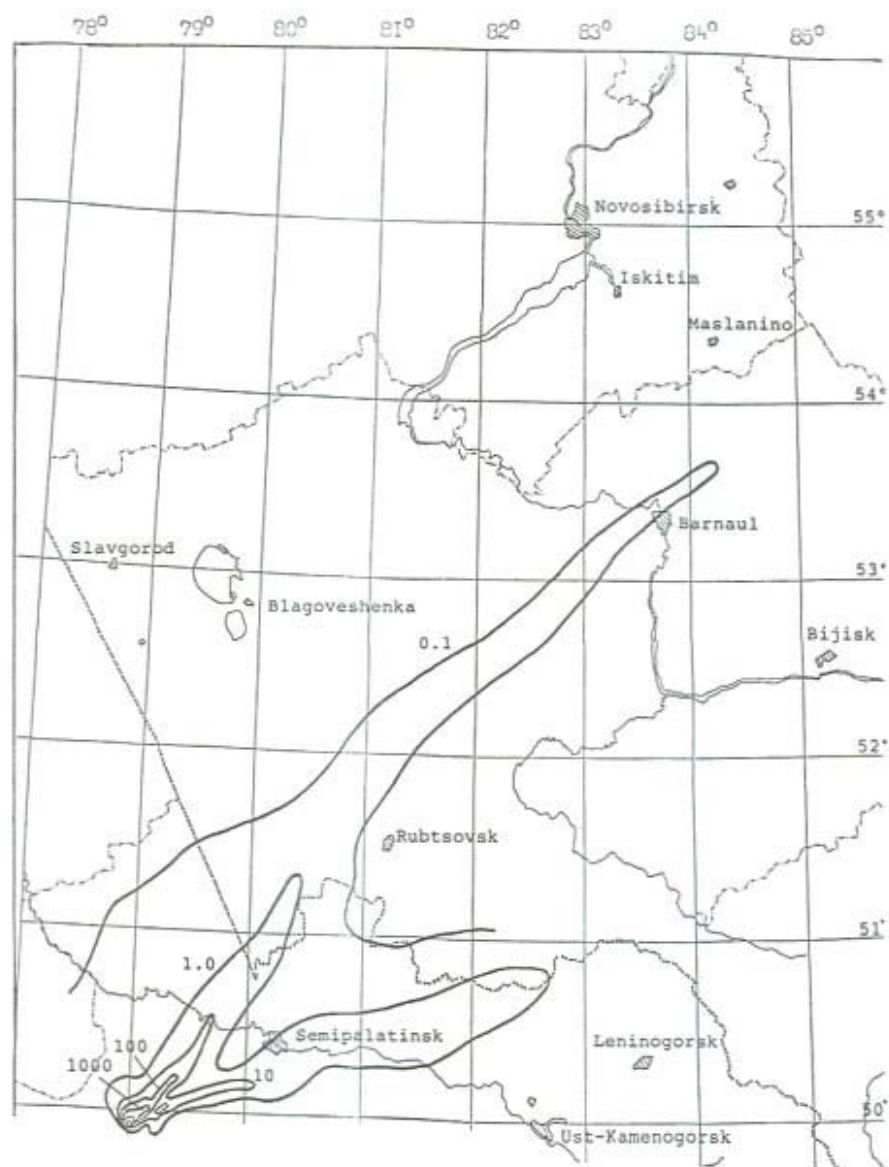 78° 79° 80° 81° 82° 83° 84° 85°
Novosibirsk
55°
Iskitim
Maslanino
54°
Barnaul
Slavgorod
53°
Blagoveshenka
0.1
Bijisk
52°
Rubtsovsk
51°
1.0
Semipalatinsk
Leninogorsk
100
1000
10
50°
Ust-Kamenogorsk